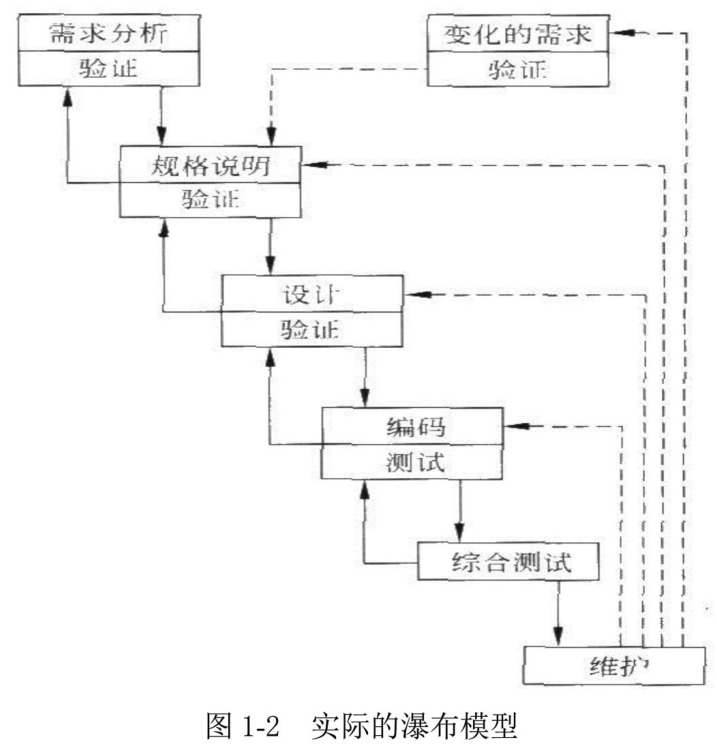 需求分析
验证
变化的需求
验证
规格说明
验证
设计
验证
编码
测试
综合测试
维护
图 1-2 实际的瀑布模型